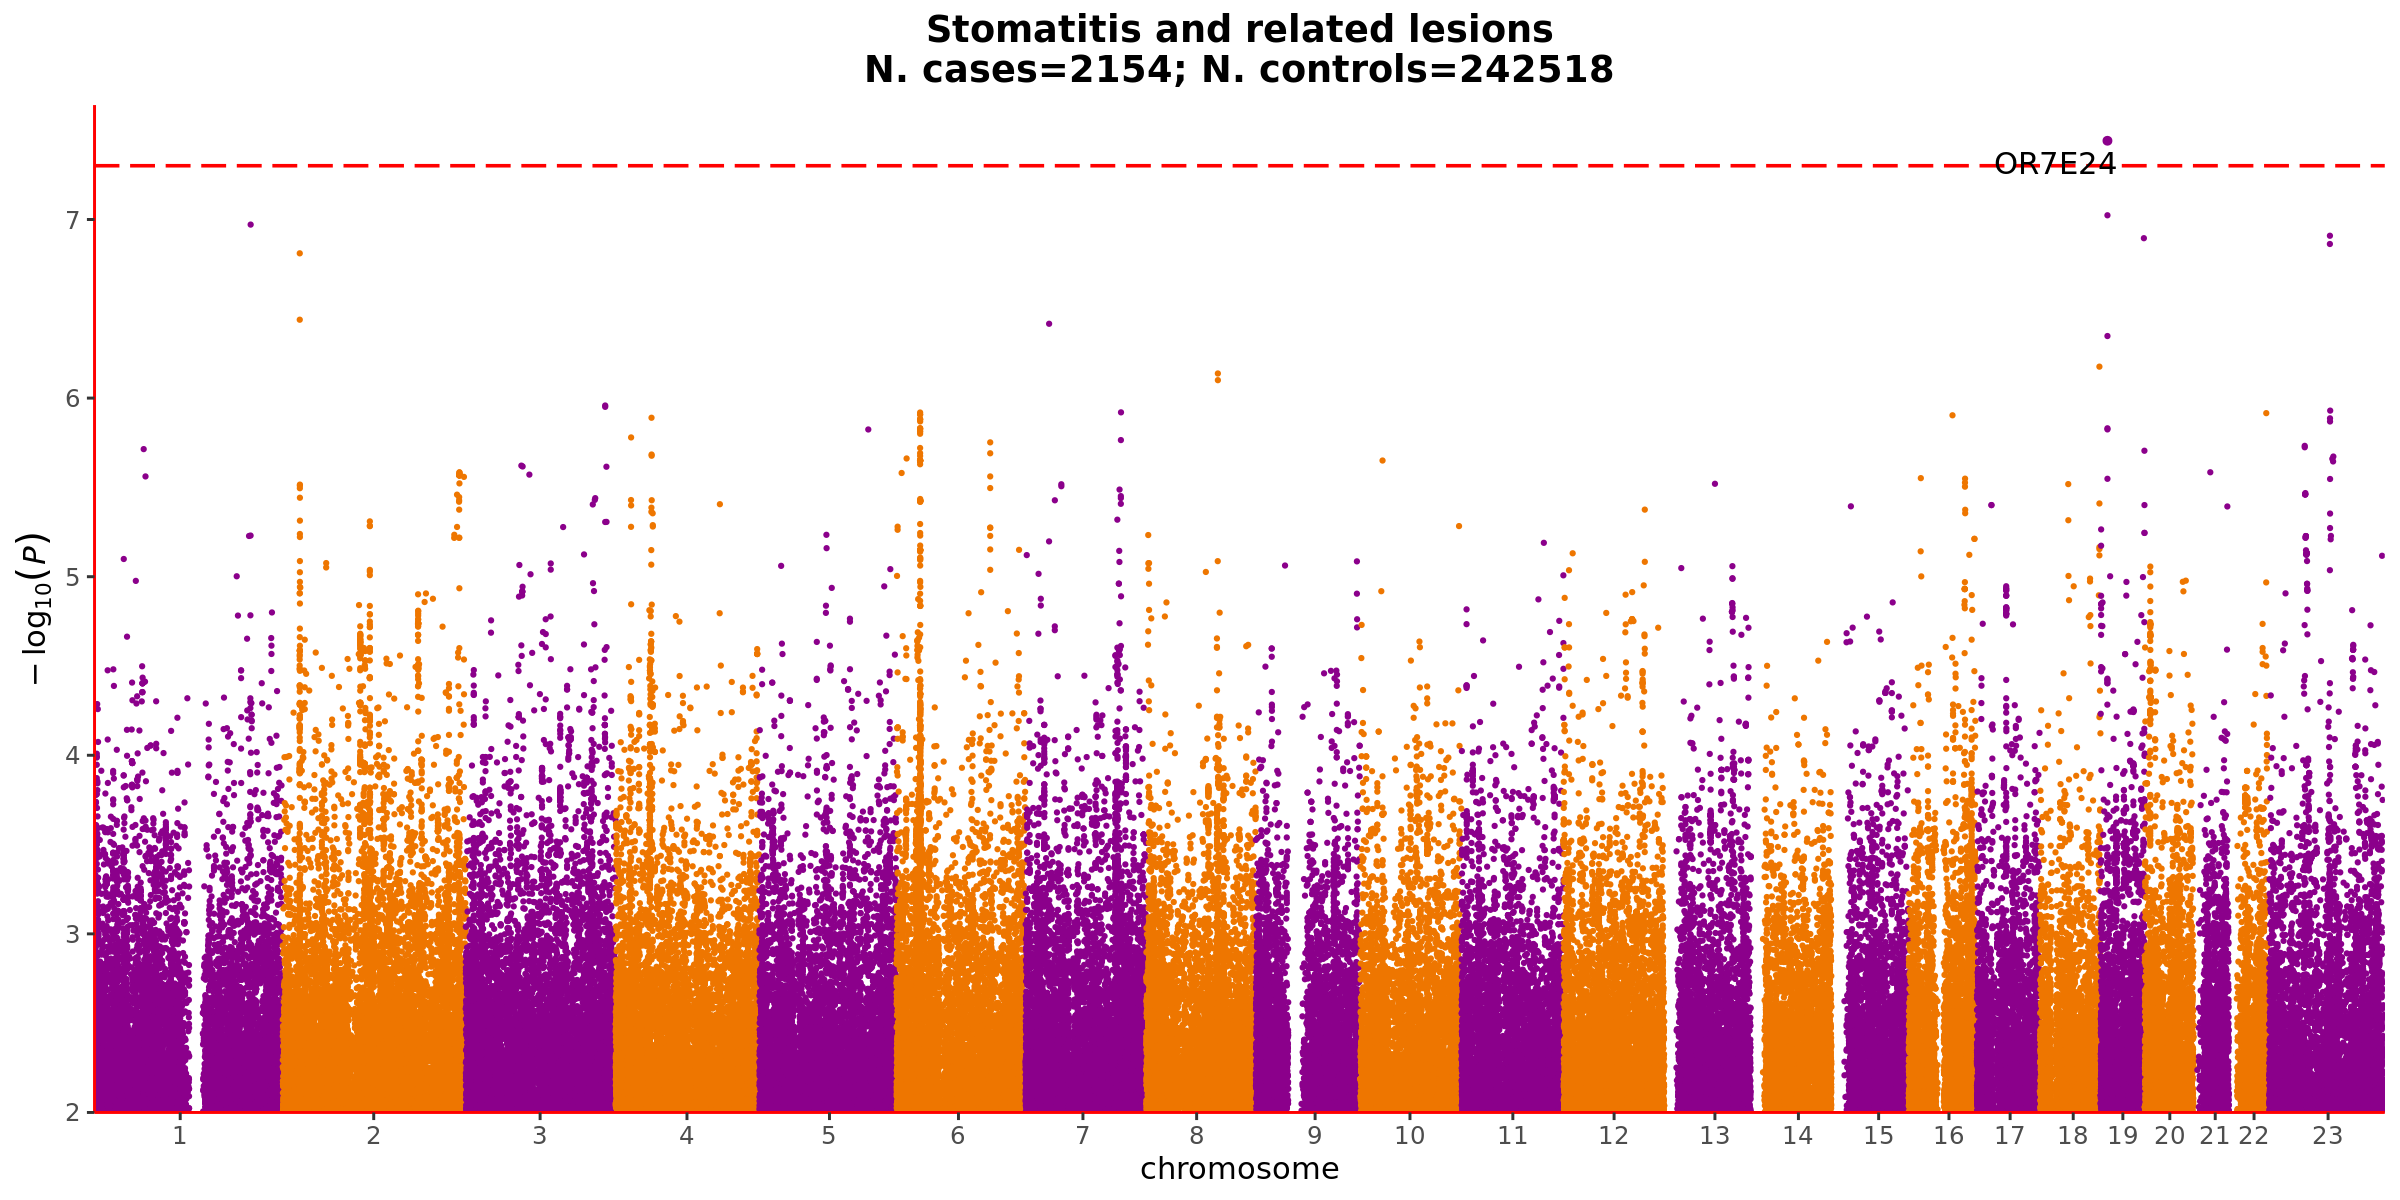 Stomatitis and related lesions
N. cases=2154; N. controls=242518
OR7E24
7
6
5
4
3
2
−log10(P)
1 2 3 4 5 6 7 8 9 10 11 12 13 14 15 16 17 18 19 20 21 22 23
chromosome